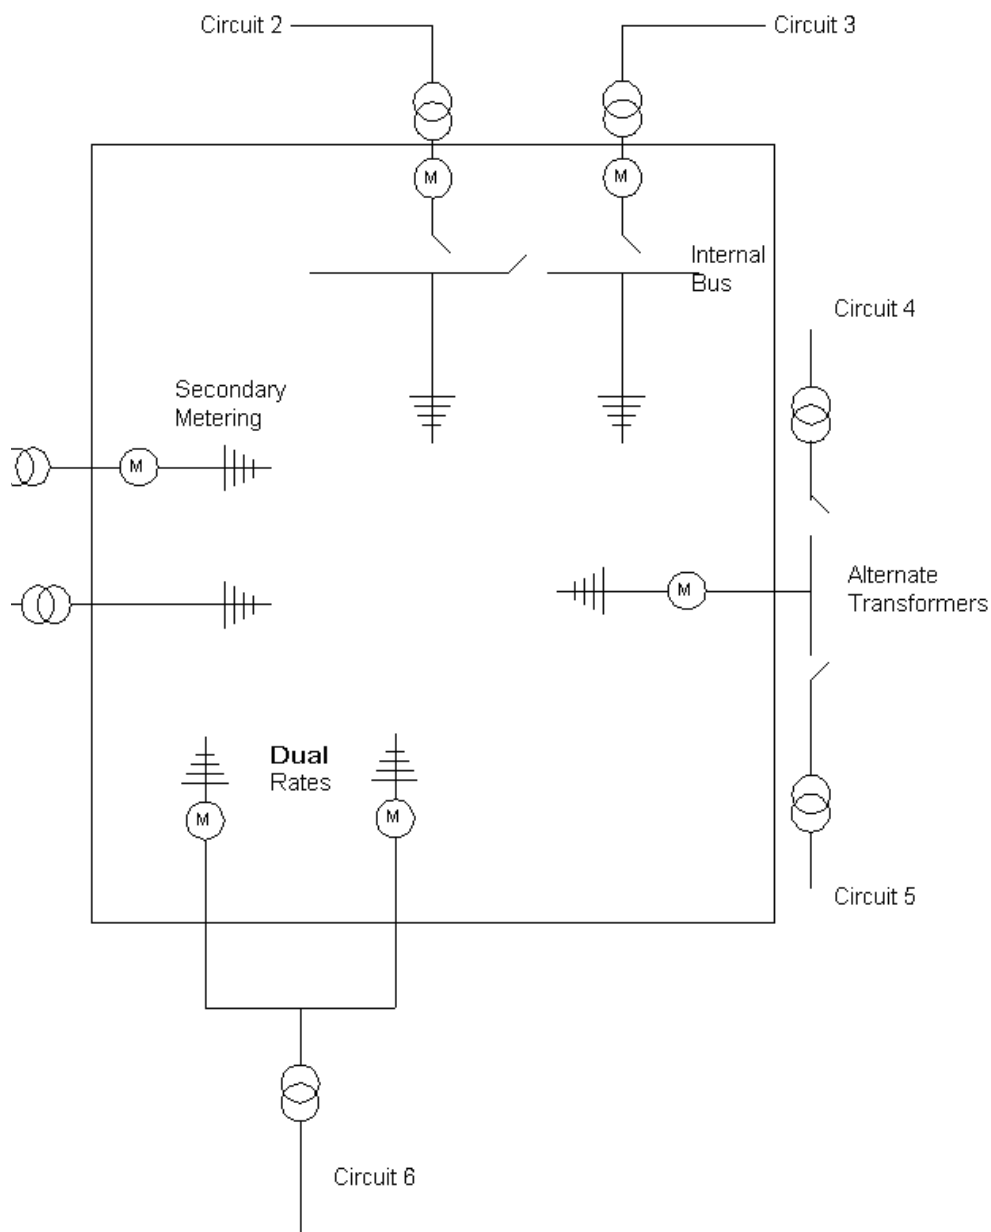 Circuit 2
Circuit 3
M
M
Internal
Bus
Circuit 4
Secondary
Metering
M
M
Alternate
Transformers
Dual
Rates
M
M
Circuit 5
Circuit 6